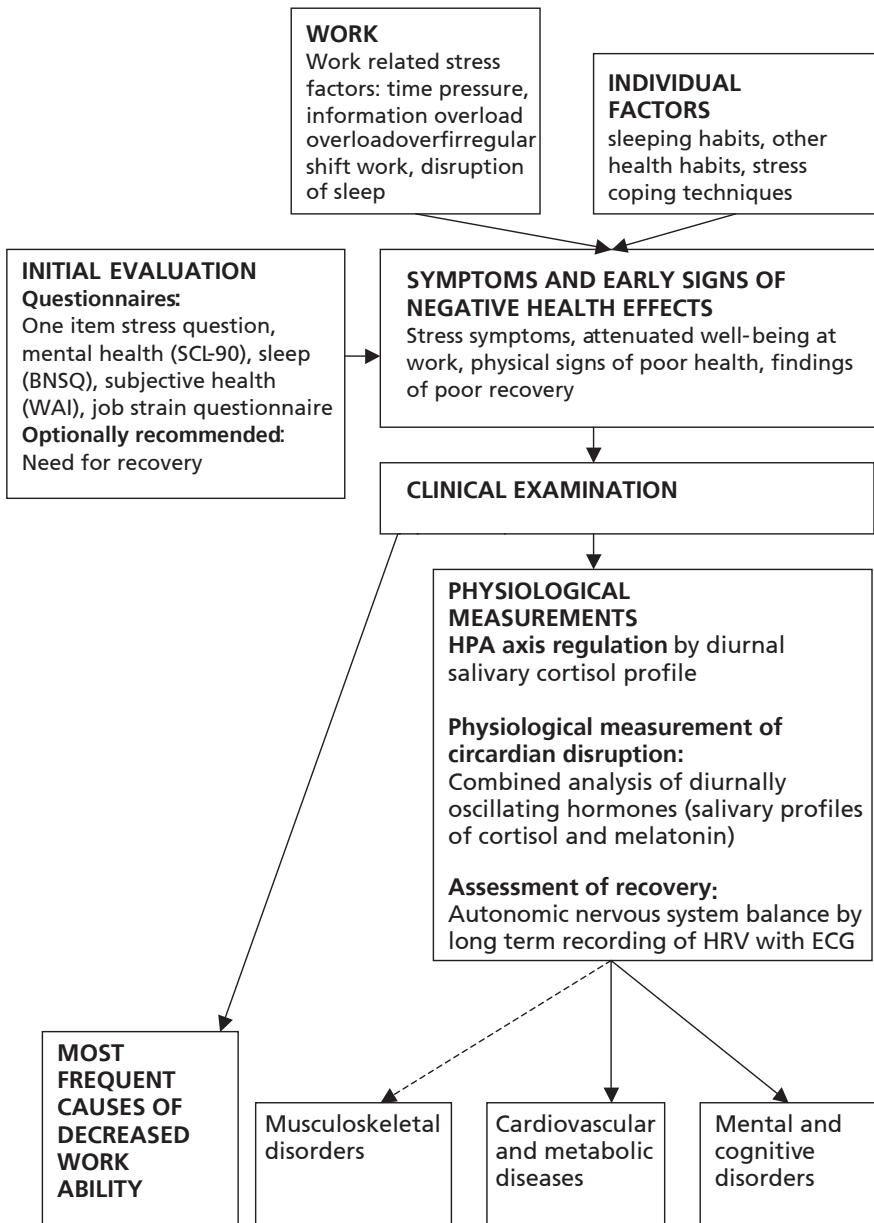 WORK
Work related stress
factors: time pressure,
information overload
overloadoverfirregular
shift work, disruption
of sleep
INDIVIDUAL
FACTORS
sleeping habits, other
health habits, stress
coping techniques
INITIAL EVALUATION
Questionnaires:
One item stress question,
mental health (SCL-90), sleep
(BNSQ), subjective health
(WAI), job strain questionnaire
Optionally recommended:
Need for recovery
SYMPTOMS AND EARLY SIGNS OF
NEGATIVE HEALTH EFFECTS
Stress symptoms, attenuated well-being at
work, physical signs of poor health, findings
of poor recovery
CLINICAL EXAMINATION
PHYSIOLOGICAL
MEASUREMENTS
HPA axis regulation by diurnal
salivary cortisol profile
Physiological measurement of
circardian disruption:
Combined analysis of diurnally
oscillating hormones (salivary profiles
of cortisol and melatonin)
Assessment of recovery:
Autonomic nervous system balance by
long term recording of HRV with ECG
MOST
FREQUENT
CAUSES OF
DECREASED
WORK
ABILITY
Musculoskeletal
disorders
Cardiovascular
and metabolic
diseases
Mental and
cognitive
disorders